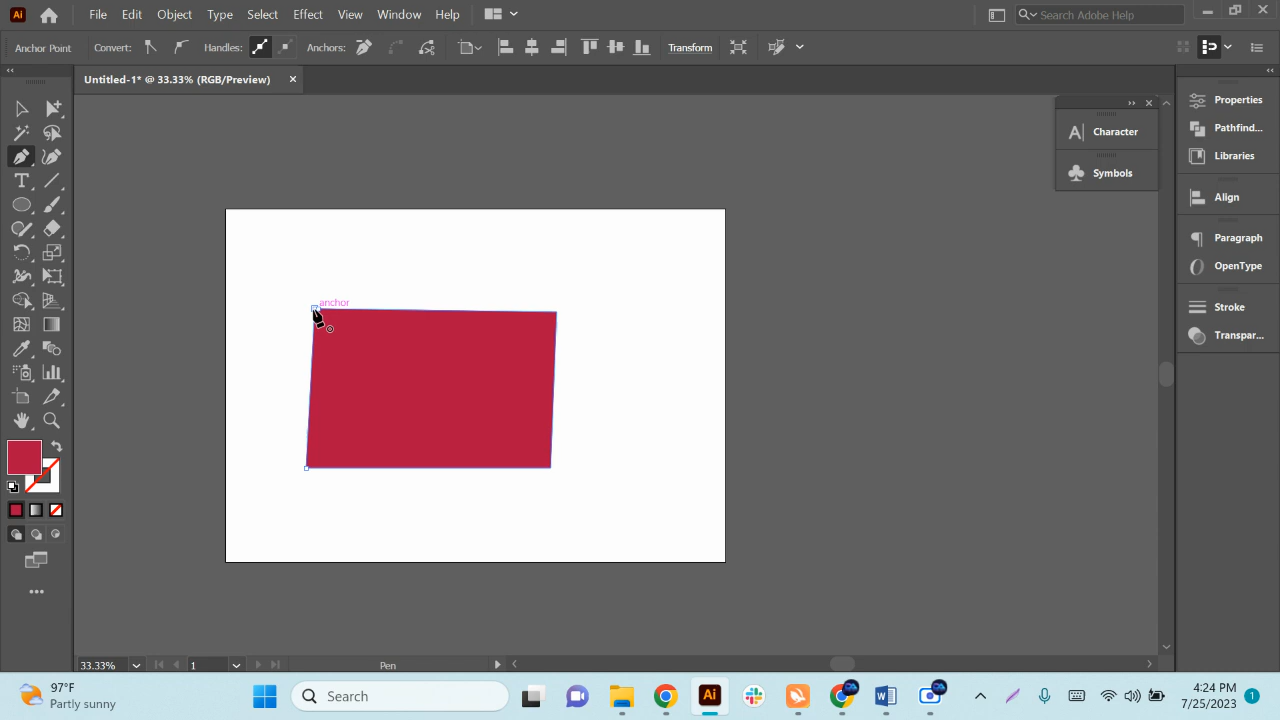 Ai File Edit Object Type Select Effect View Window Help Search Adobe Help
Anchor Point Convert: Handles: Anchors: Transform
Untitled-1* @ 33.33% (RGB/Preview)
Properties
Pathfind...
Libraries
Align
Paragraph
OpenType
Stroke
Transpar...
Character
Symbols
T
anchor
33.33% 1 Pen
97°F
Partly sunny
Search
Ai
4:24 PM
7/25/2023
1